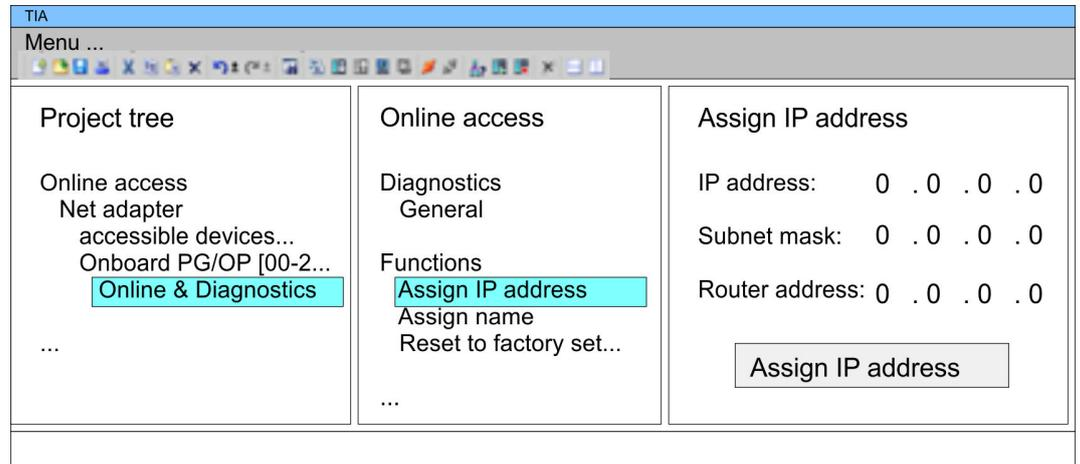 TIA
Menu ...
Project tree
Online access
Net adapter
accessible devices...
Onboard PG/OP [00-2...
Online & Diagnostics
...
Online access
Diagnostics
General
Functions
Assign IP address
Assign name
Reset to factory set...
...
Assign IP address
IP address: 0 . 0 . 0 . 0
Subnet mask: 0 . 0 . 0 . 0
Router address: 0 . 0 . 0 . 0
Assign IP address